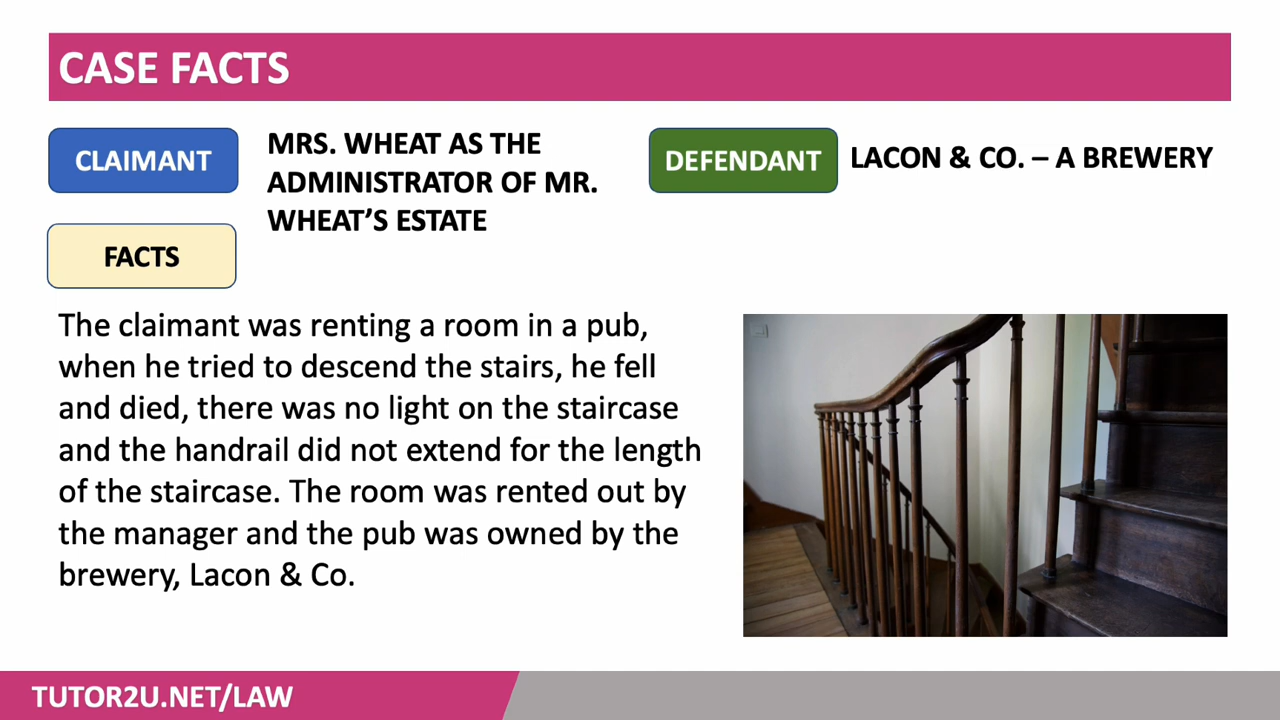 CASE FACTS
CLAIMANT
MRS. WHEAT AS THE
ADMINISTRATOR OF MR.
WHEAT'S ESTATE
DEFENDANT
LACON & CO. – A BREWERY
FACTS
The claimant was renting a room in a pub,
when he tried to descend the stairs, he fell
and died, there was no light on the staircase
and the handrail did not extend for the length
of the staircase. The room was rented out by
the manager and the pub was owned by the
brewery, Lacon & Co.
TUTOR2U.NET/LAW